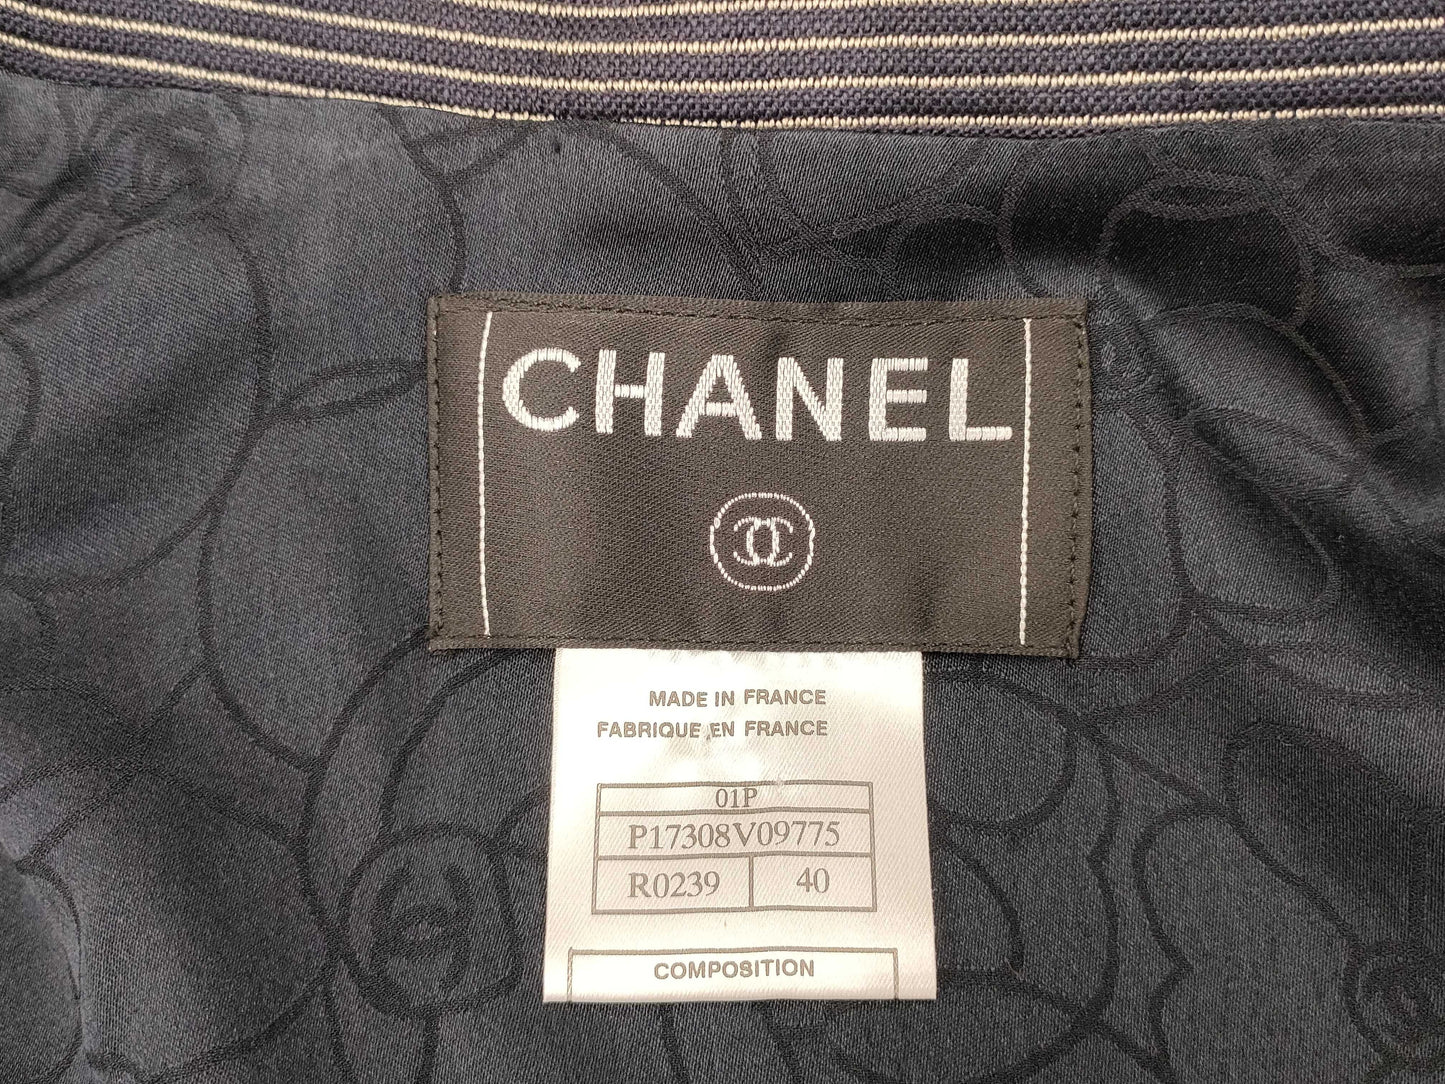 CHANEL
MADE IN FRANCE
FABRIQUE EN FRANCE
01P
P17308V09775
R0239 40
COMPOSITION